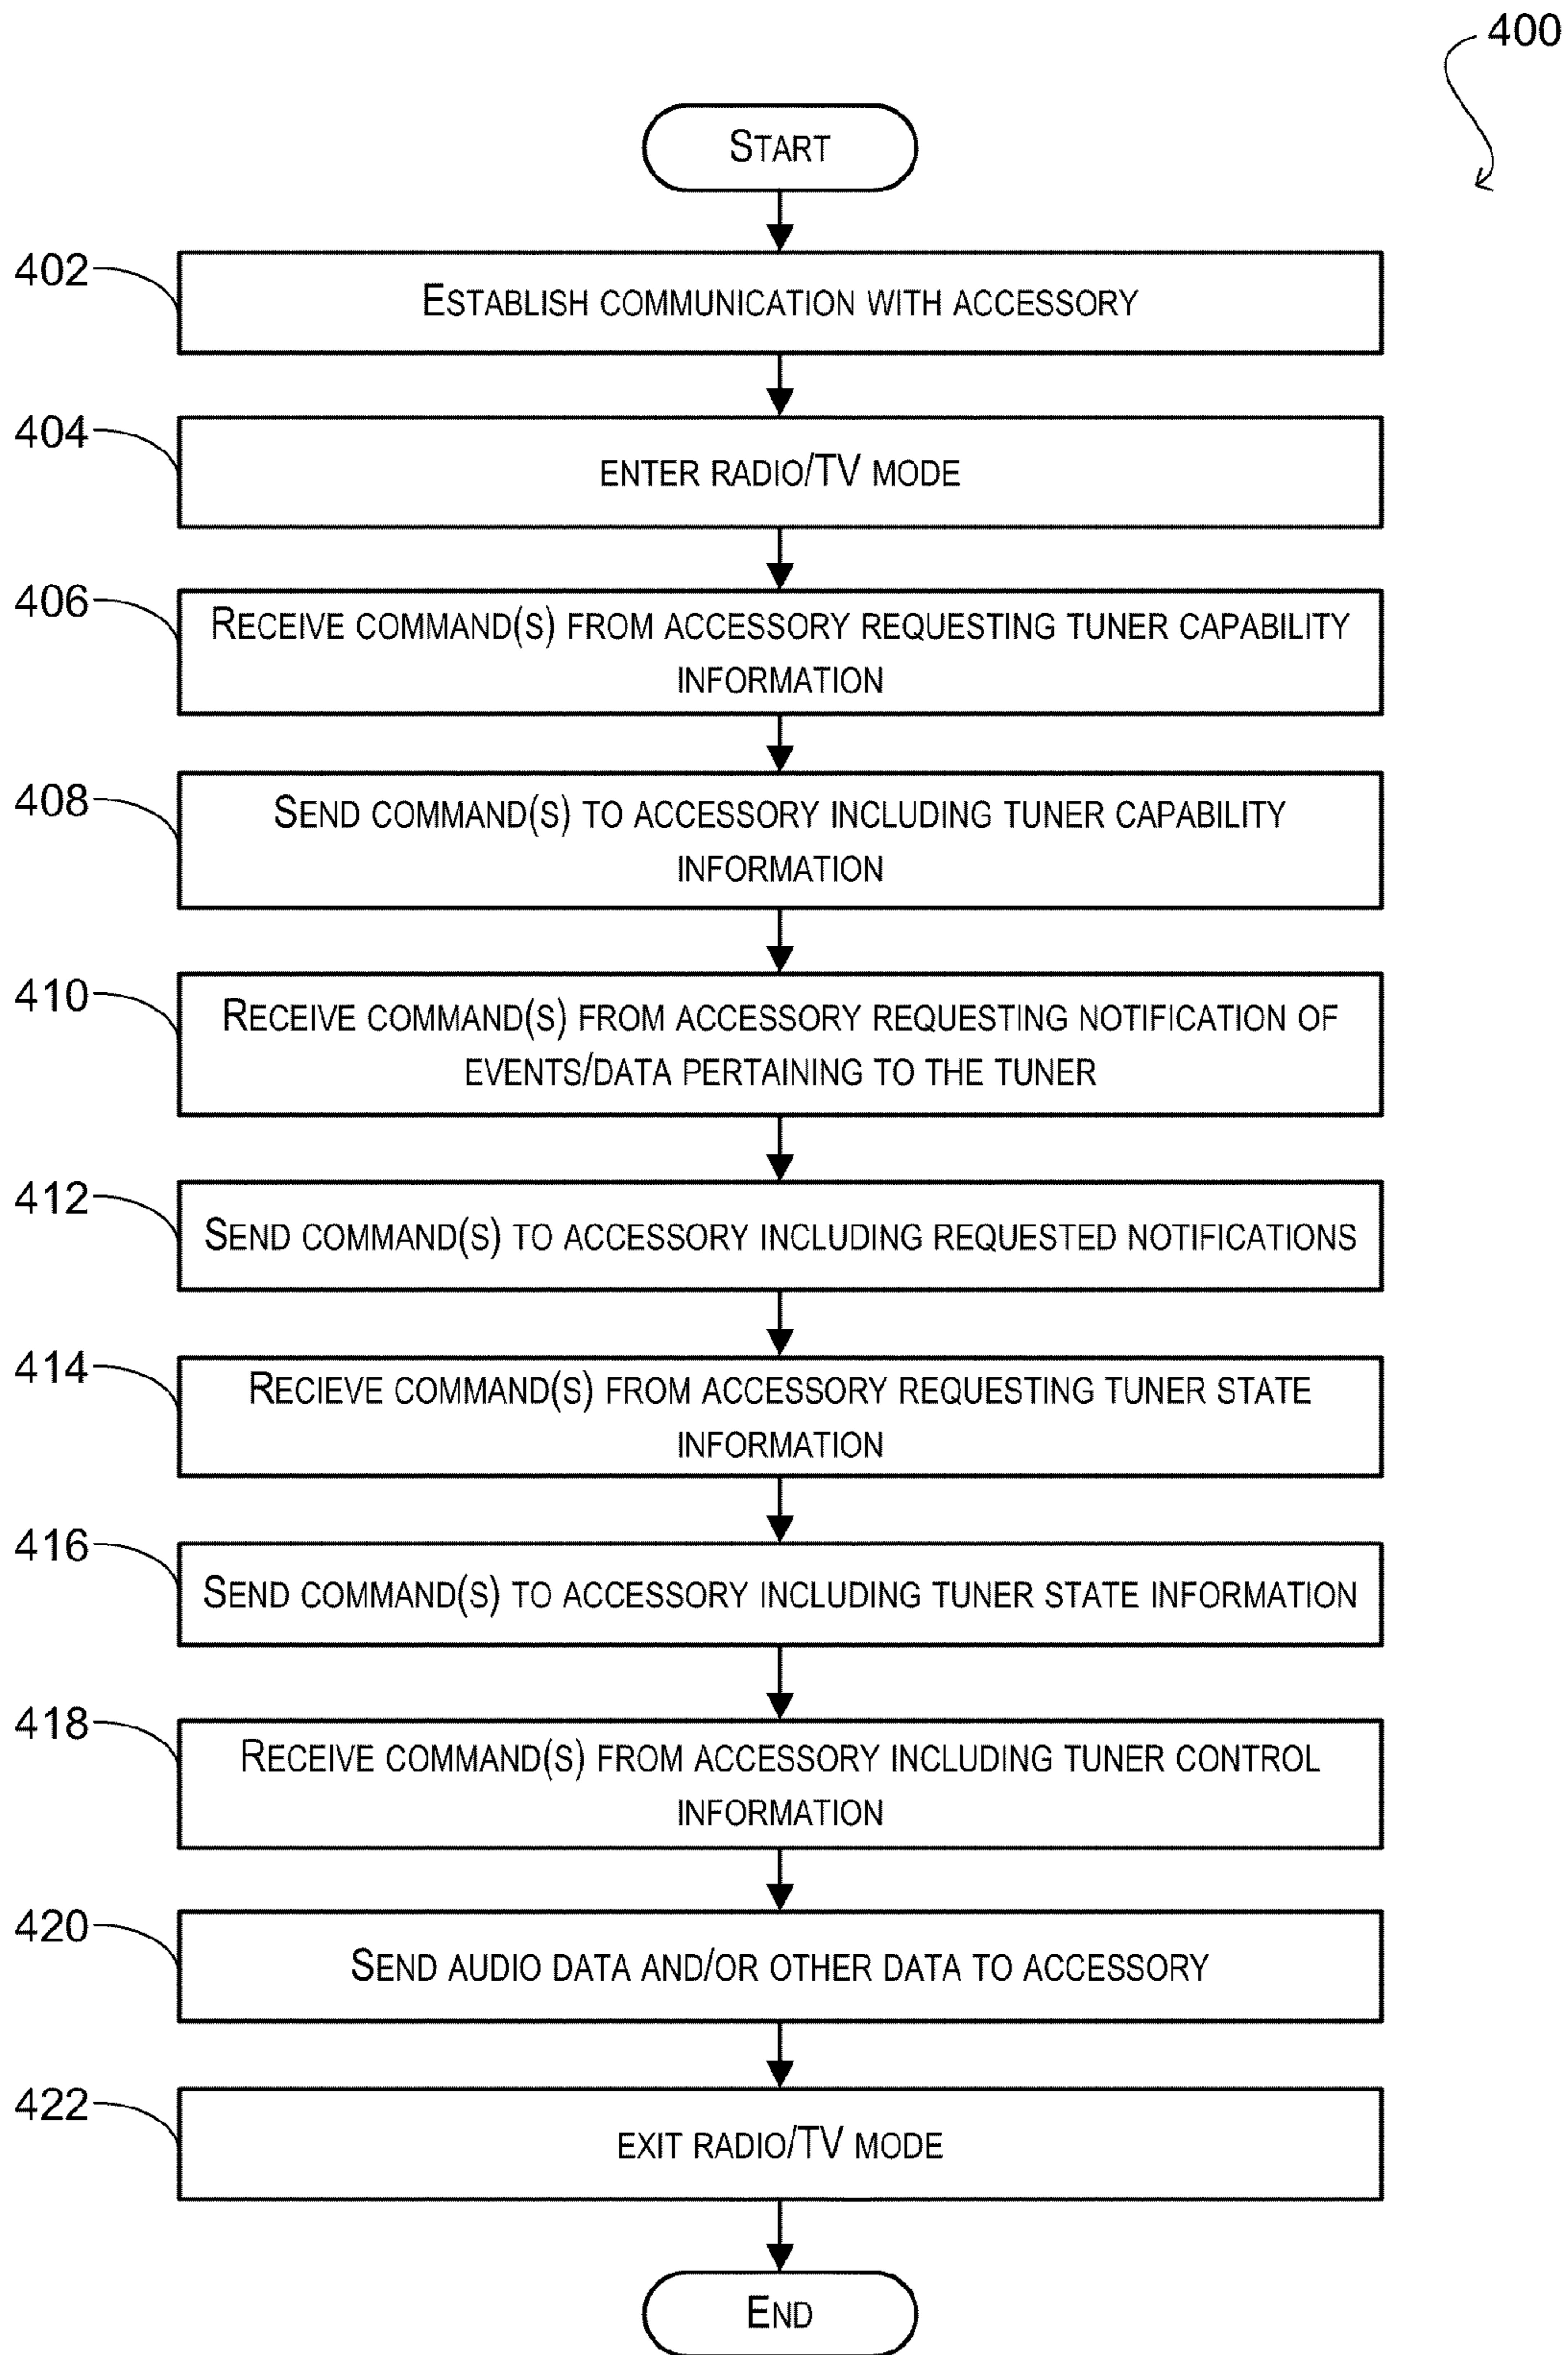 400
START
402
ESTABLISH COMMUNICATION WITH ACCESSORY
404
ENTER RADIO/TV MODE
406
RECEIVE COMMAND(S) FROM ACCESSORY REQUESTING TUNER CAPABILITY
INFORMATION
408
SEND COMMAND(S) TO ACCESSORY INCLUDING TUNER CAPABILITY
INFORMATION
410
RECEIVE COMMAND(S) FROM ACCESSORY REQUESTING NOTIFICATION OF
EVENTS/DATA PERTAINING TO THE TUNER
412
SEND COMMAND(S) TO ACCESSORY INCLUDING REQUESTED NOTIFICATIONS
414
RECIEVE COMMAND(S) FROM ACCESSORY REQUESTING TUNER STATE
INFORMATION
416
SEND COMMAND(S) TO ACCESSORY INCLUDING TUNER STATE INFORMATION
418
RECEIVE COMMAND(S) FROM ACCESSORY INCLUDING TUNER CONTROL
INFORMATION
420
SEND AUDIO DATA AND/OR OTHER DATA TO ACCESSORY
422
EXIT RADIO/TV MODE
END